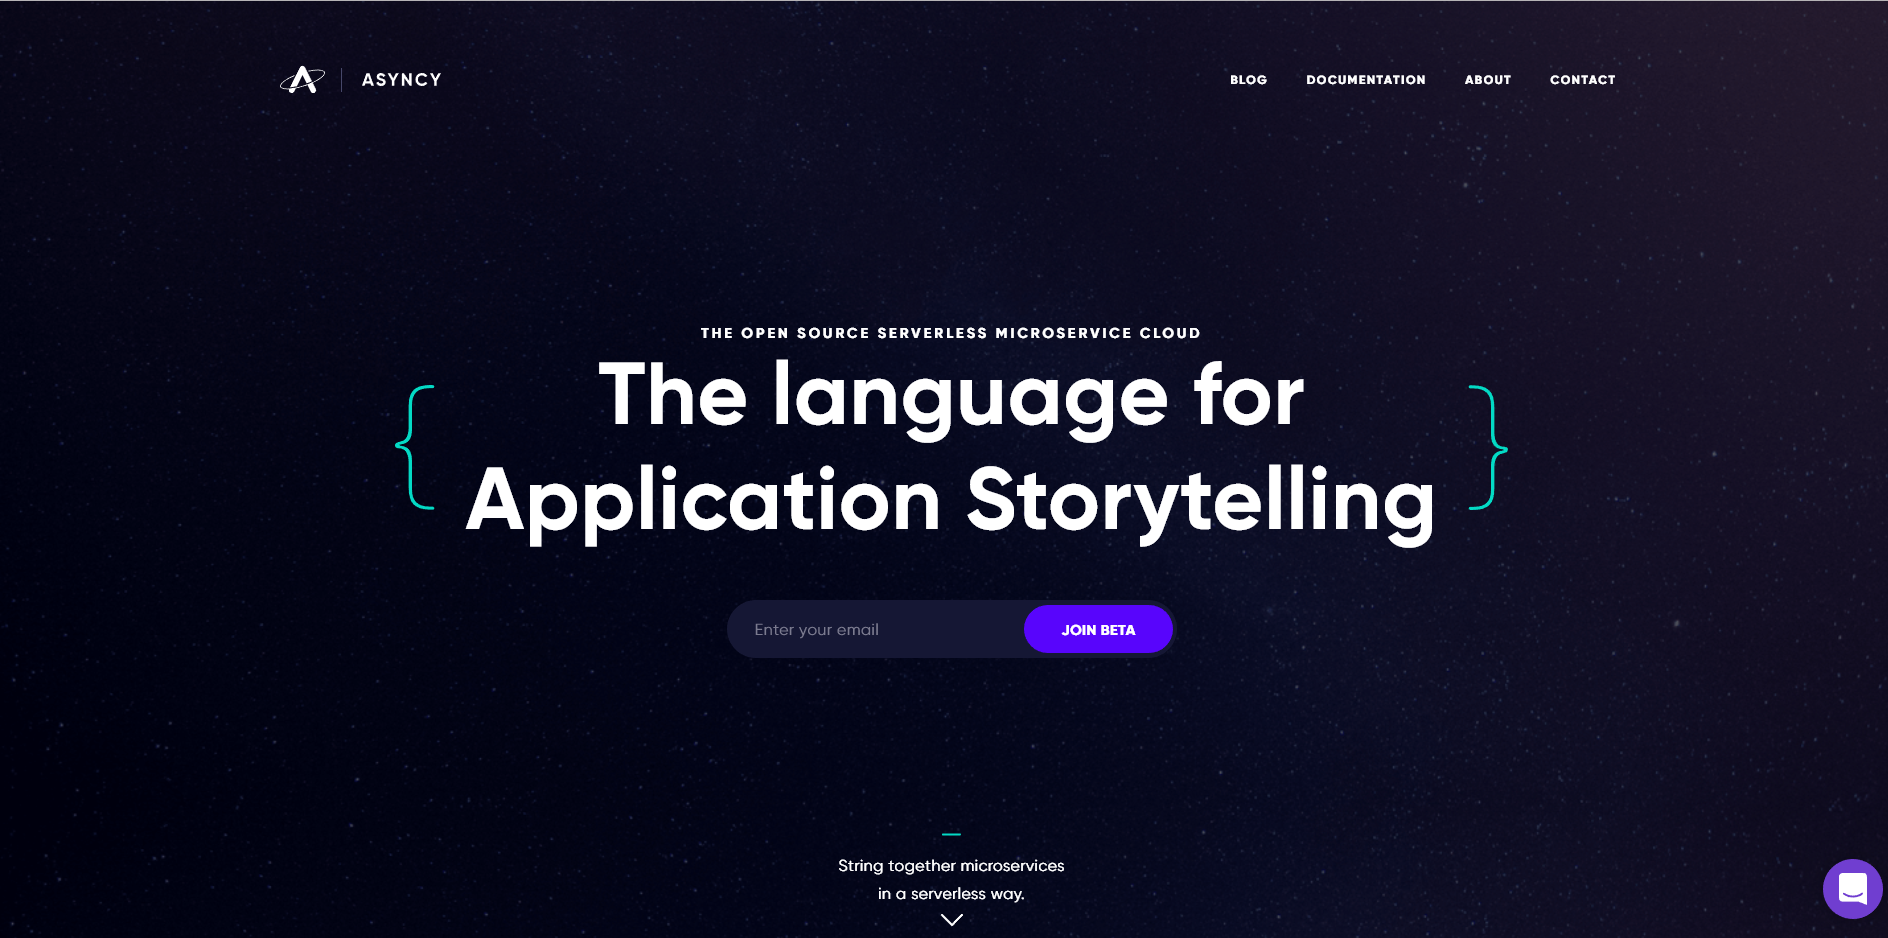 ASYNCY
BLOG DOCUMENTATION ABOUT CONTACT
THE OPEN SOURCE SERVERLESS MICROSERVICE CLOUD
{ The language for
Application Storytelling }
Enter your email JOIN BETA
String together microservices
in a serverless way.